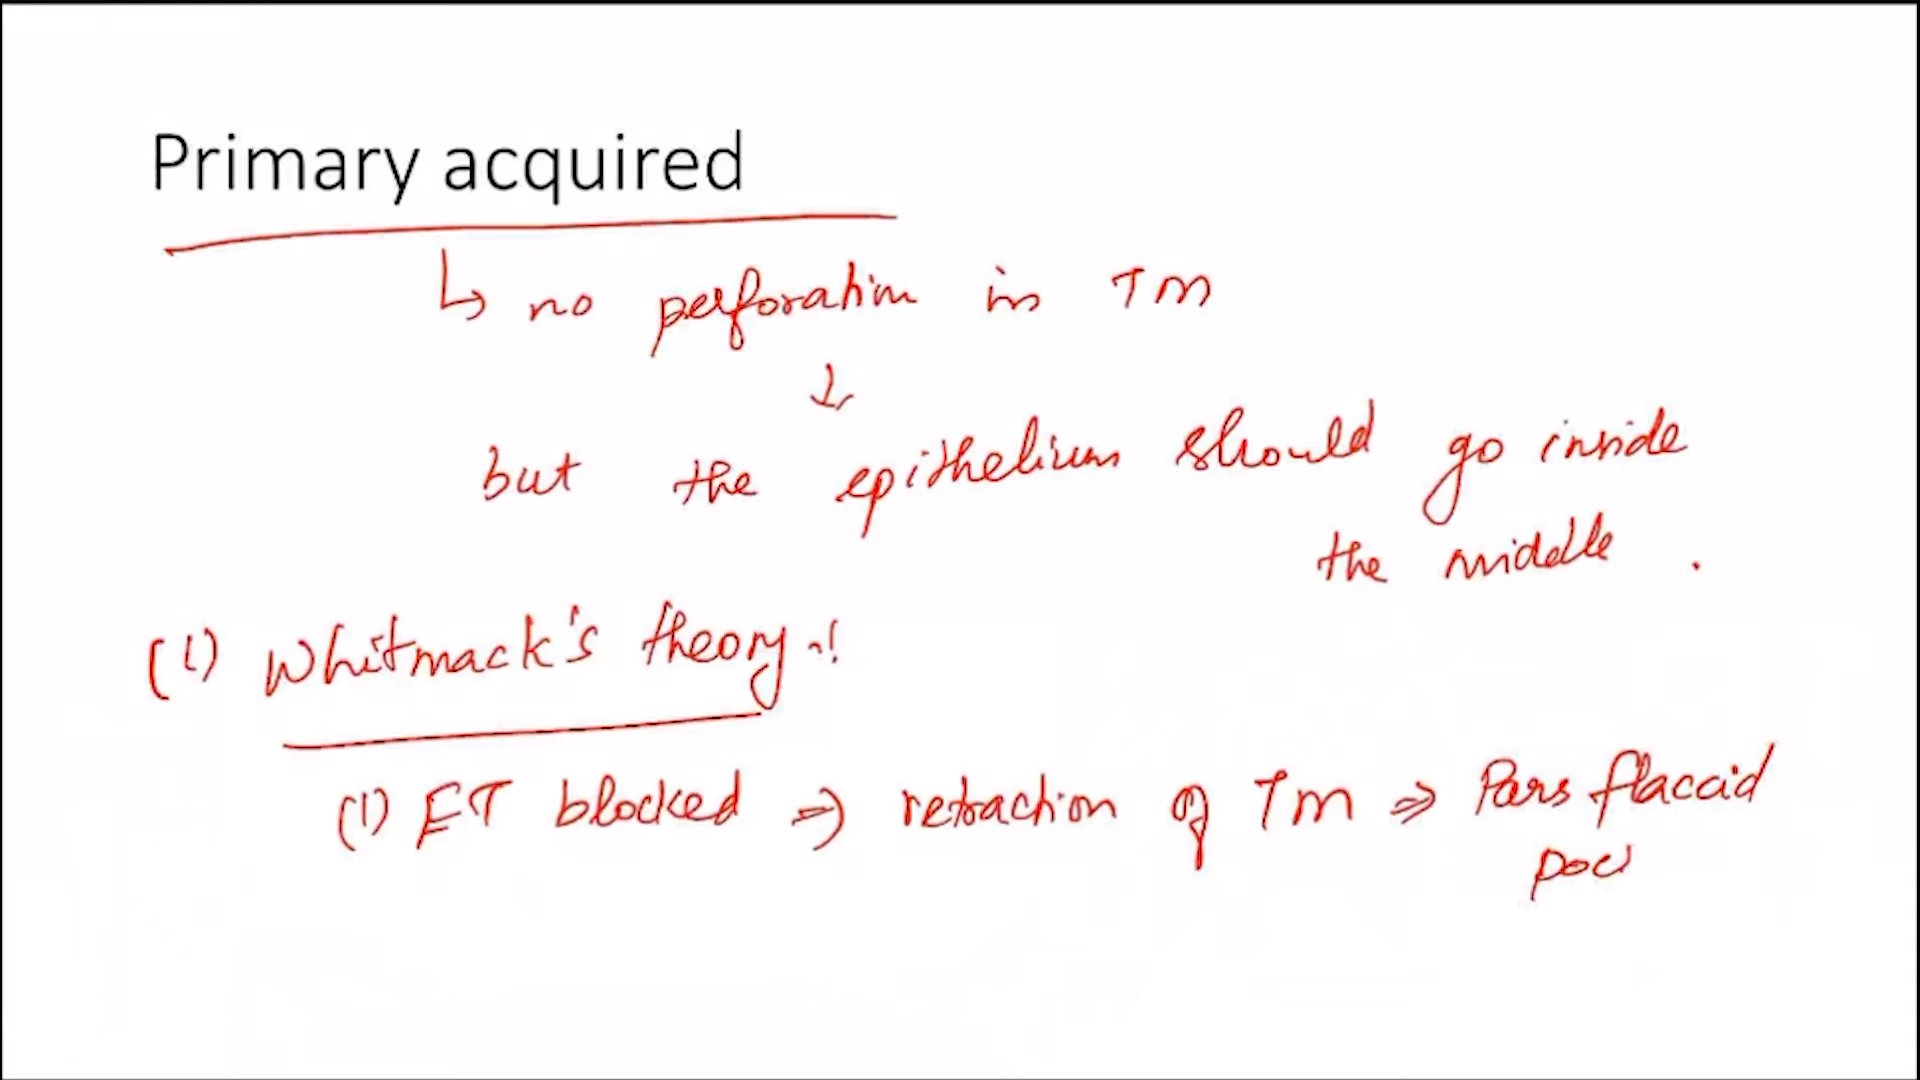 Primary acquired
↳ no perforation in TM
↓
but the epithelium should go inside
the middle .
(1) Whitmack's theory :-
(1) ET blocked ⇒ retraction of TM ⇒ Pars flaccid
poc